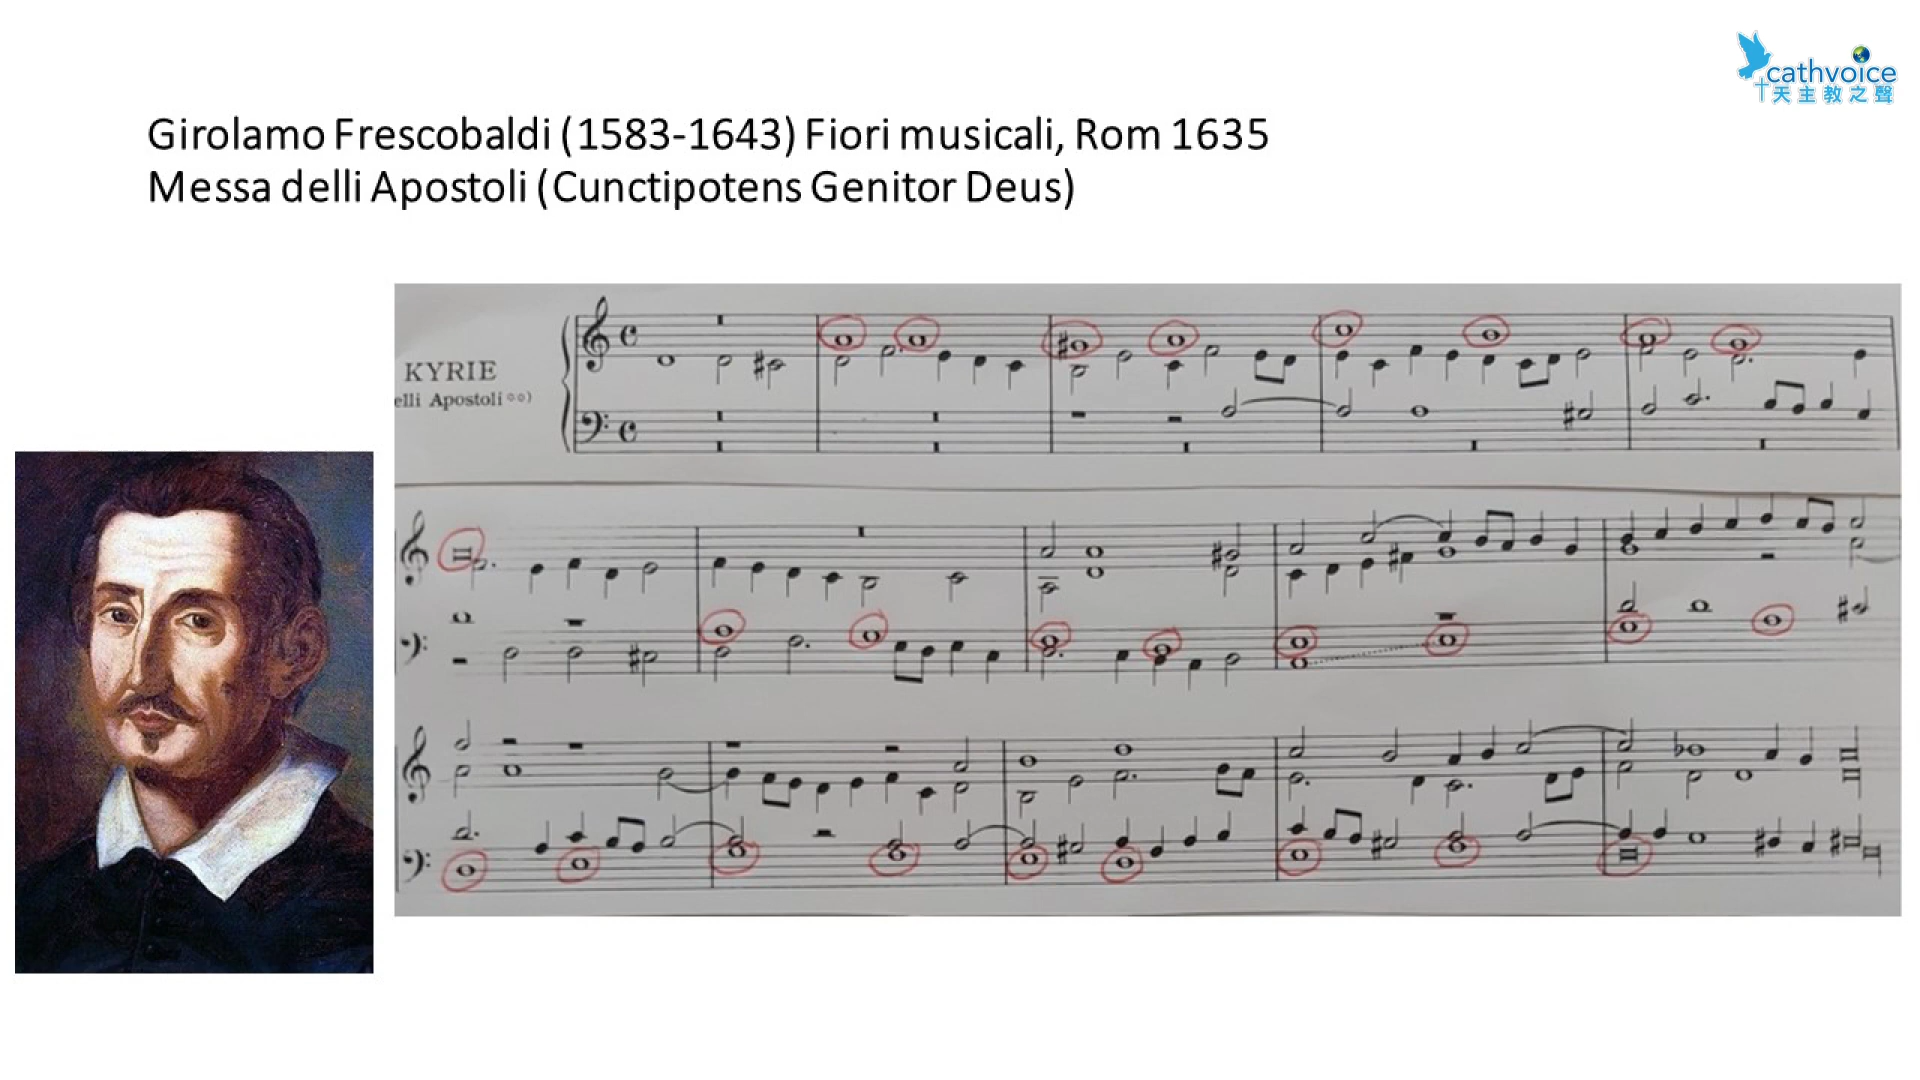 cathvoice
天主教之聲
Girolamo Frescobaldi (1583-1643) Fiori musicali, Rom 1635
Messa delli Apostoli (Cunctipotens Genitor Deus)
KYRIE
elli Apostoli °°)